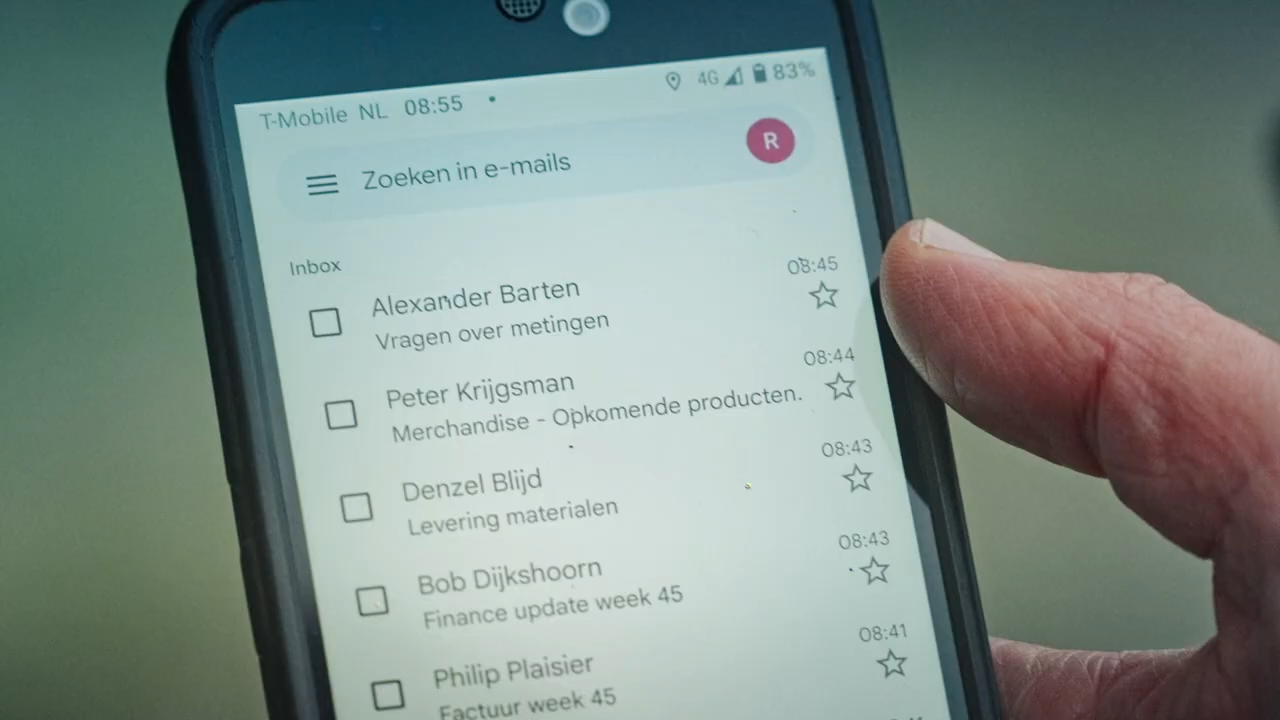 T-Mobile NL 08:55 4G 83%
Zoeken in e-mails R
Inbox
Alexander Barten 08:45
Vragen over metingen
Peter Krijgsman 08:44
Merchandise - Opkomende producten.
Denzel Blijd 08:43
Levering materialen
Bob Dijkshoorn 08:43
Finance update week 45
Philip Plaisier 08:41
Factuur week 45